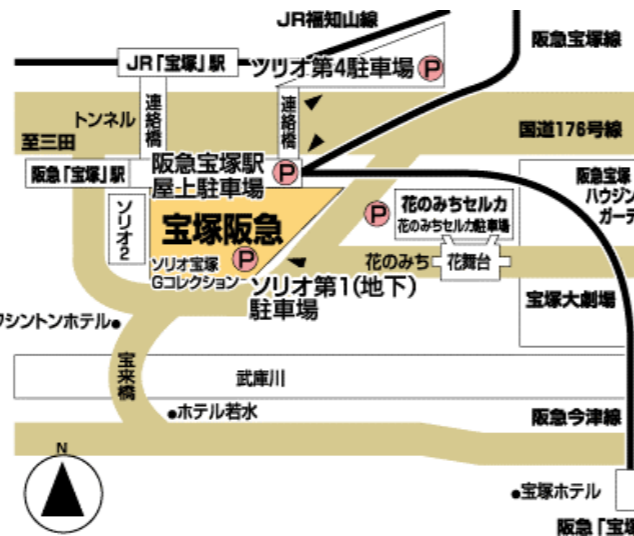 JR福知山線
阪急宝塚線
JR「宝塚」駅
ソリオ第4駐車場
P
連絡橋
連絡橋
トンネル
至三田
国道176号線
阪急「宝塚」駅
阪急宝塚駅
屋上駐車場
P
阪急宝塚
ハウジン
ガーデ
ソリオ2
宝塚阪急
P
花のみちセルカ
花のみちセルカ駐車場
ソリオ宝塚
Gコレクション
P
花のみち
花舞台
ソリオ第1(地下)
駐車場
宝塚大劇場
ワシントンホテル
宝来橋
武庫川
ホテル若水
阪急今津線
N
宝塚ホテル
阪急「宝塚